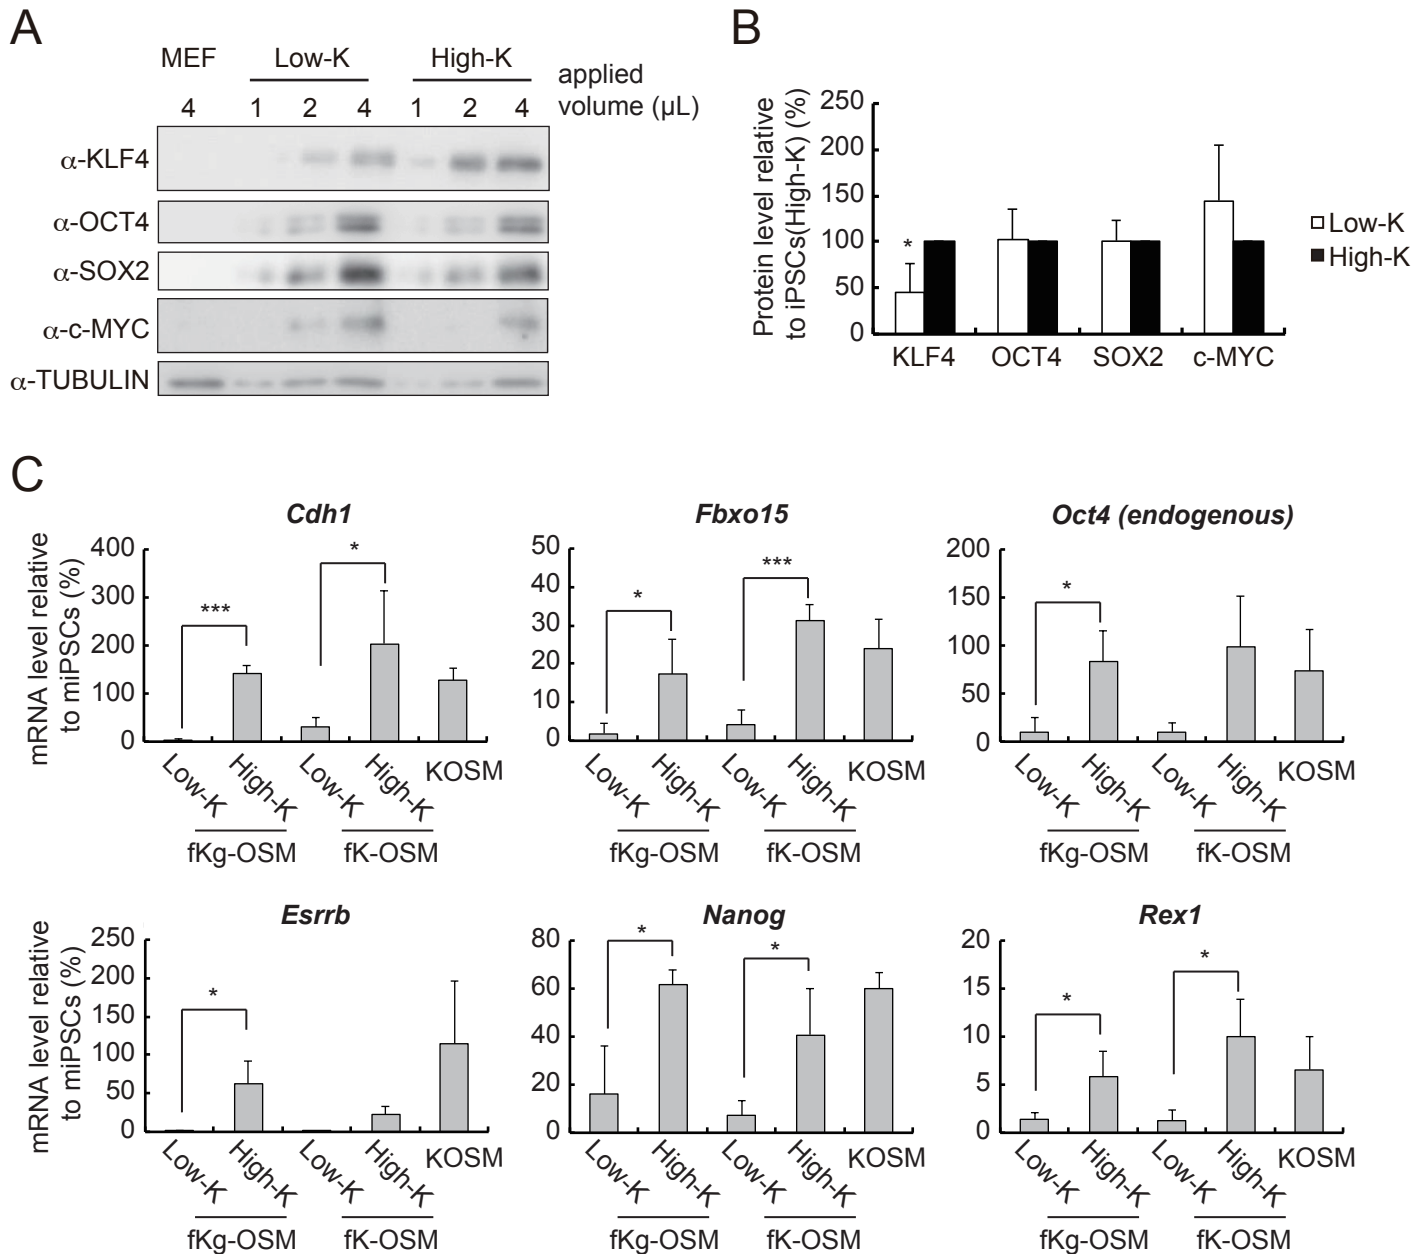 A
MEF Low-K High-K applied
4 1 2 4 1 2 4 volume (μL)
α-KLF4
α-OCT4
α-SOX2
α-c-MYC
α-TUBULIN
B
Protein level relative
to iPSCs(High-K) (%)
250
200
150
100
50
0
*
KLF4 OCT4 SOX2 c-MYC
Low-K
High-K
C
Cdh1
mRNA level relative
to miPSCs (%)
400
300
200
100
0
*** *
Low-K High-K Low-K High-K KOSM
fKg-OSM fK-OSM
Fbxo15
50
40
30
20
10
0
* ***
Low-K High-K Low-K High-K KOSM
fKg-OSM fK-OSM
Oct4 (endogenous)
200
150
100
50
0
*
Low-K High-K Low-K High-K KOSM
fKg-OSM fK-OSM
Esrrb
mRNA level relative
to miPSCs (%)
250
200
150
100
50
0
*
Low-K High-K Low-K High-K KOSM
fKg-OSM fK-OSM
Nanog
80
60
40
20
0
* *
Low-K High-K Low-K High-K KOSM
fKg-OSM fK-OSM
Rex1
20
15
10
5
0
* *
Low-K High-K Low-K High-K KOSM
fKg-OSM fK-OSM